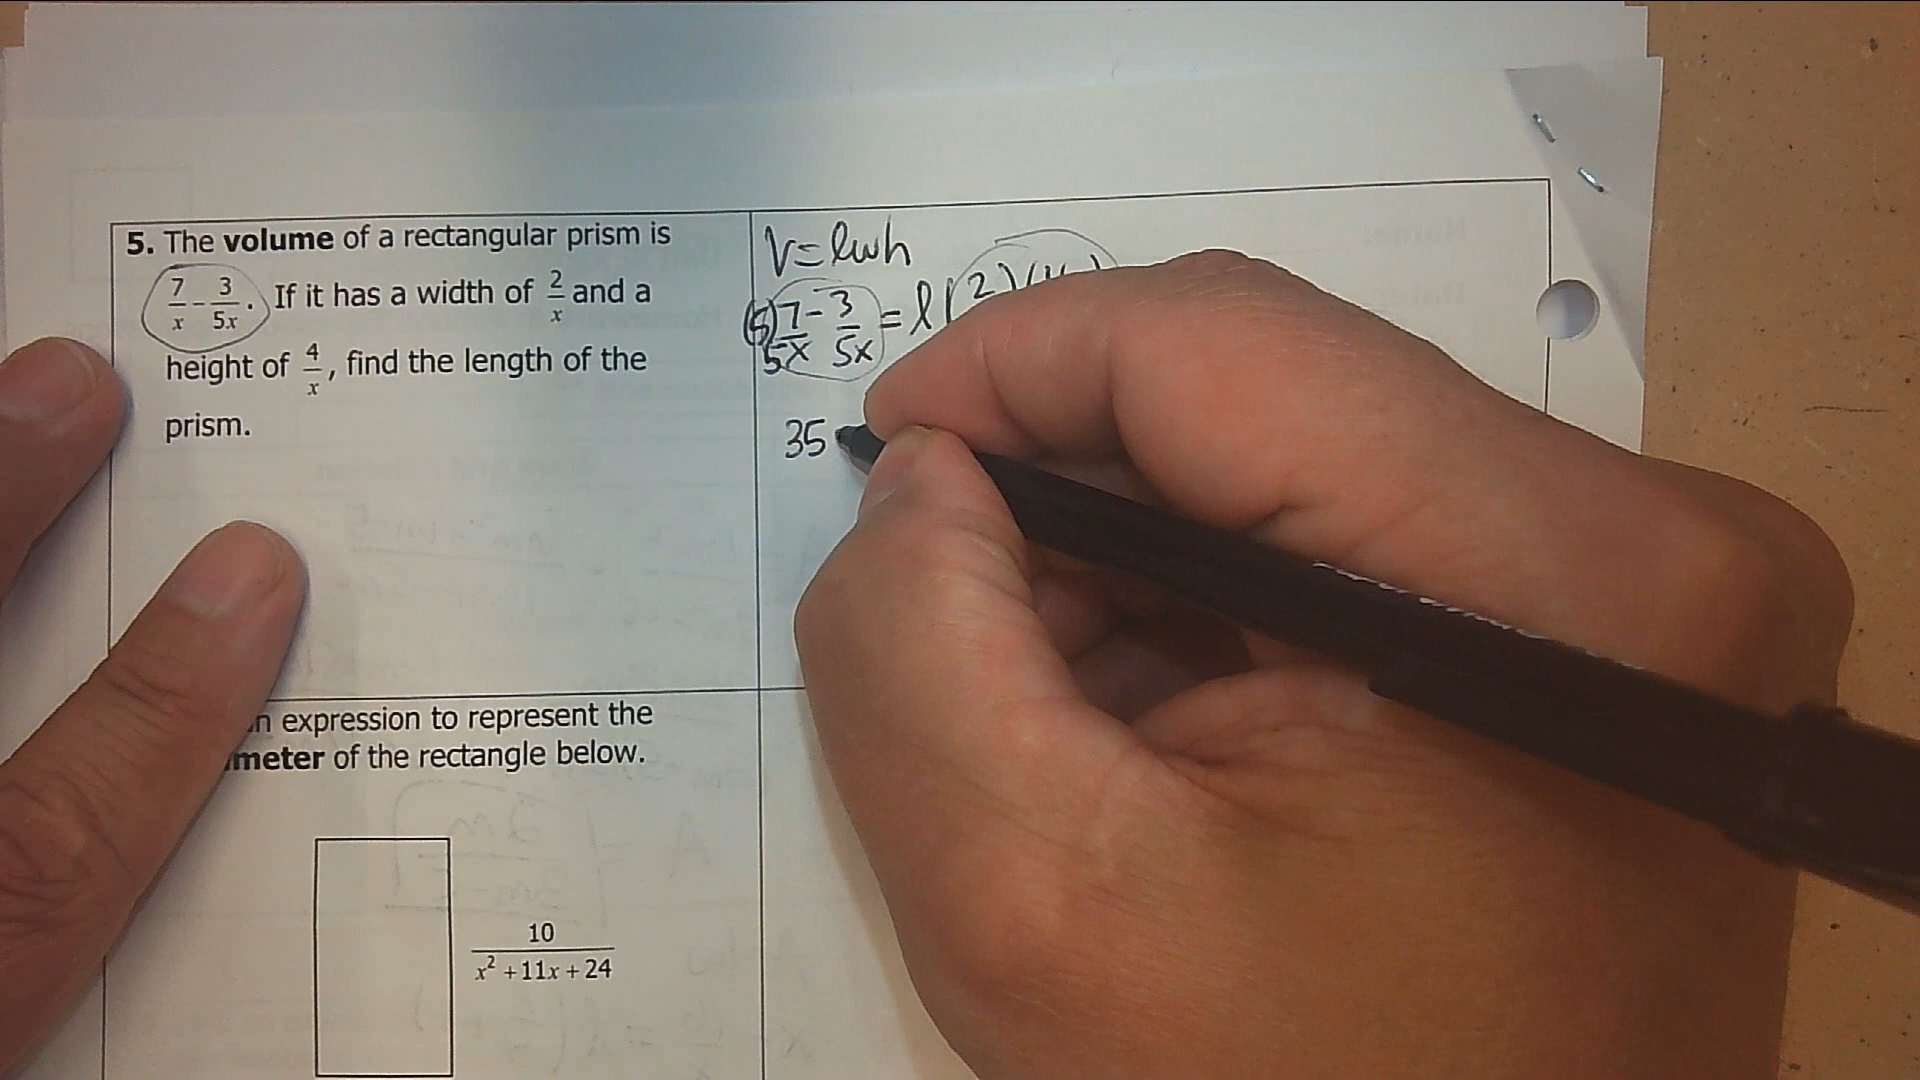 5. The volume of a rectangular prism is
7/x - 3/5x. If it has a width of 2/x and a
height of 4/x, find the length of the
prism.
V=lwh
(5)7/5x - 3/5x = l(2)(
35
n expression to represent the
meter of the rectangle below.
10
x² + 11x + 24